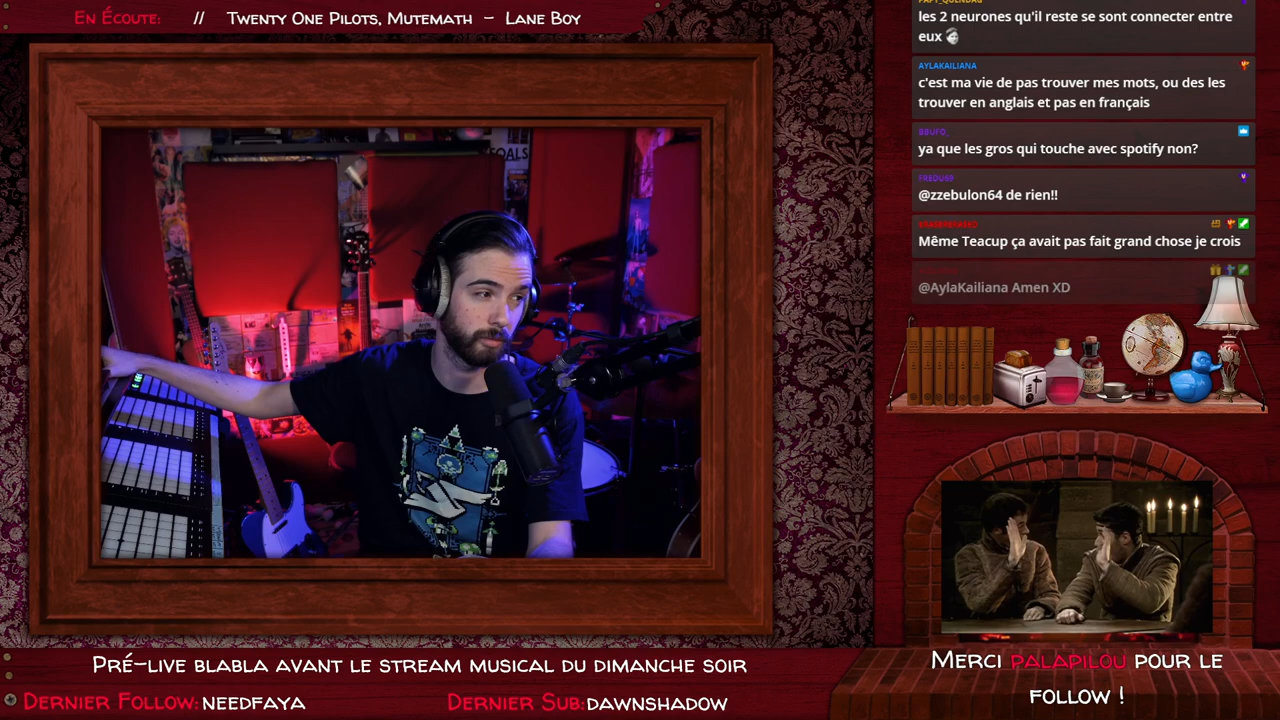 En Écoute: // Twenty One Pilots, Mutemath - Lane Boy
les 2 neurones qu'il reste se sont connecter entre
eux
AYLAKAILIANA
c'est ma vie de pas trouver mes mots, ou des les
trouver en anglais et pas en français
BBUFO_
ya que les gros qui touche avec spotify non?
FREDU69
@zzebulon64 de rien!!
Même Teacup ça avait pas fait grand chose je crois
@AylaKailiana Amen XD
OALS
Pré-live blabla avant le stream musical du dimanche soir
Dernier Follow: needfaya
Dernier Sub: dawnshadow
Merci palapilou pour le
follow !